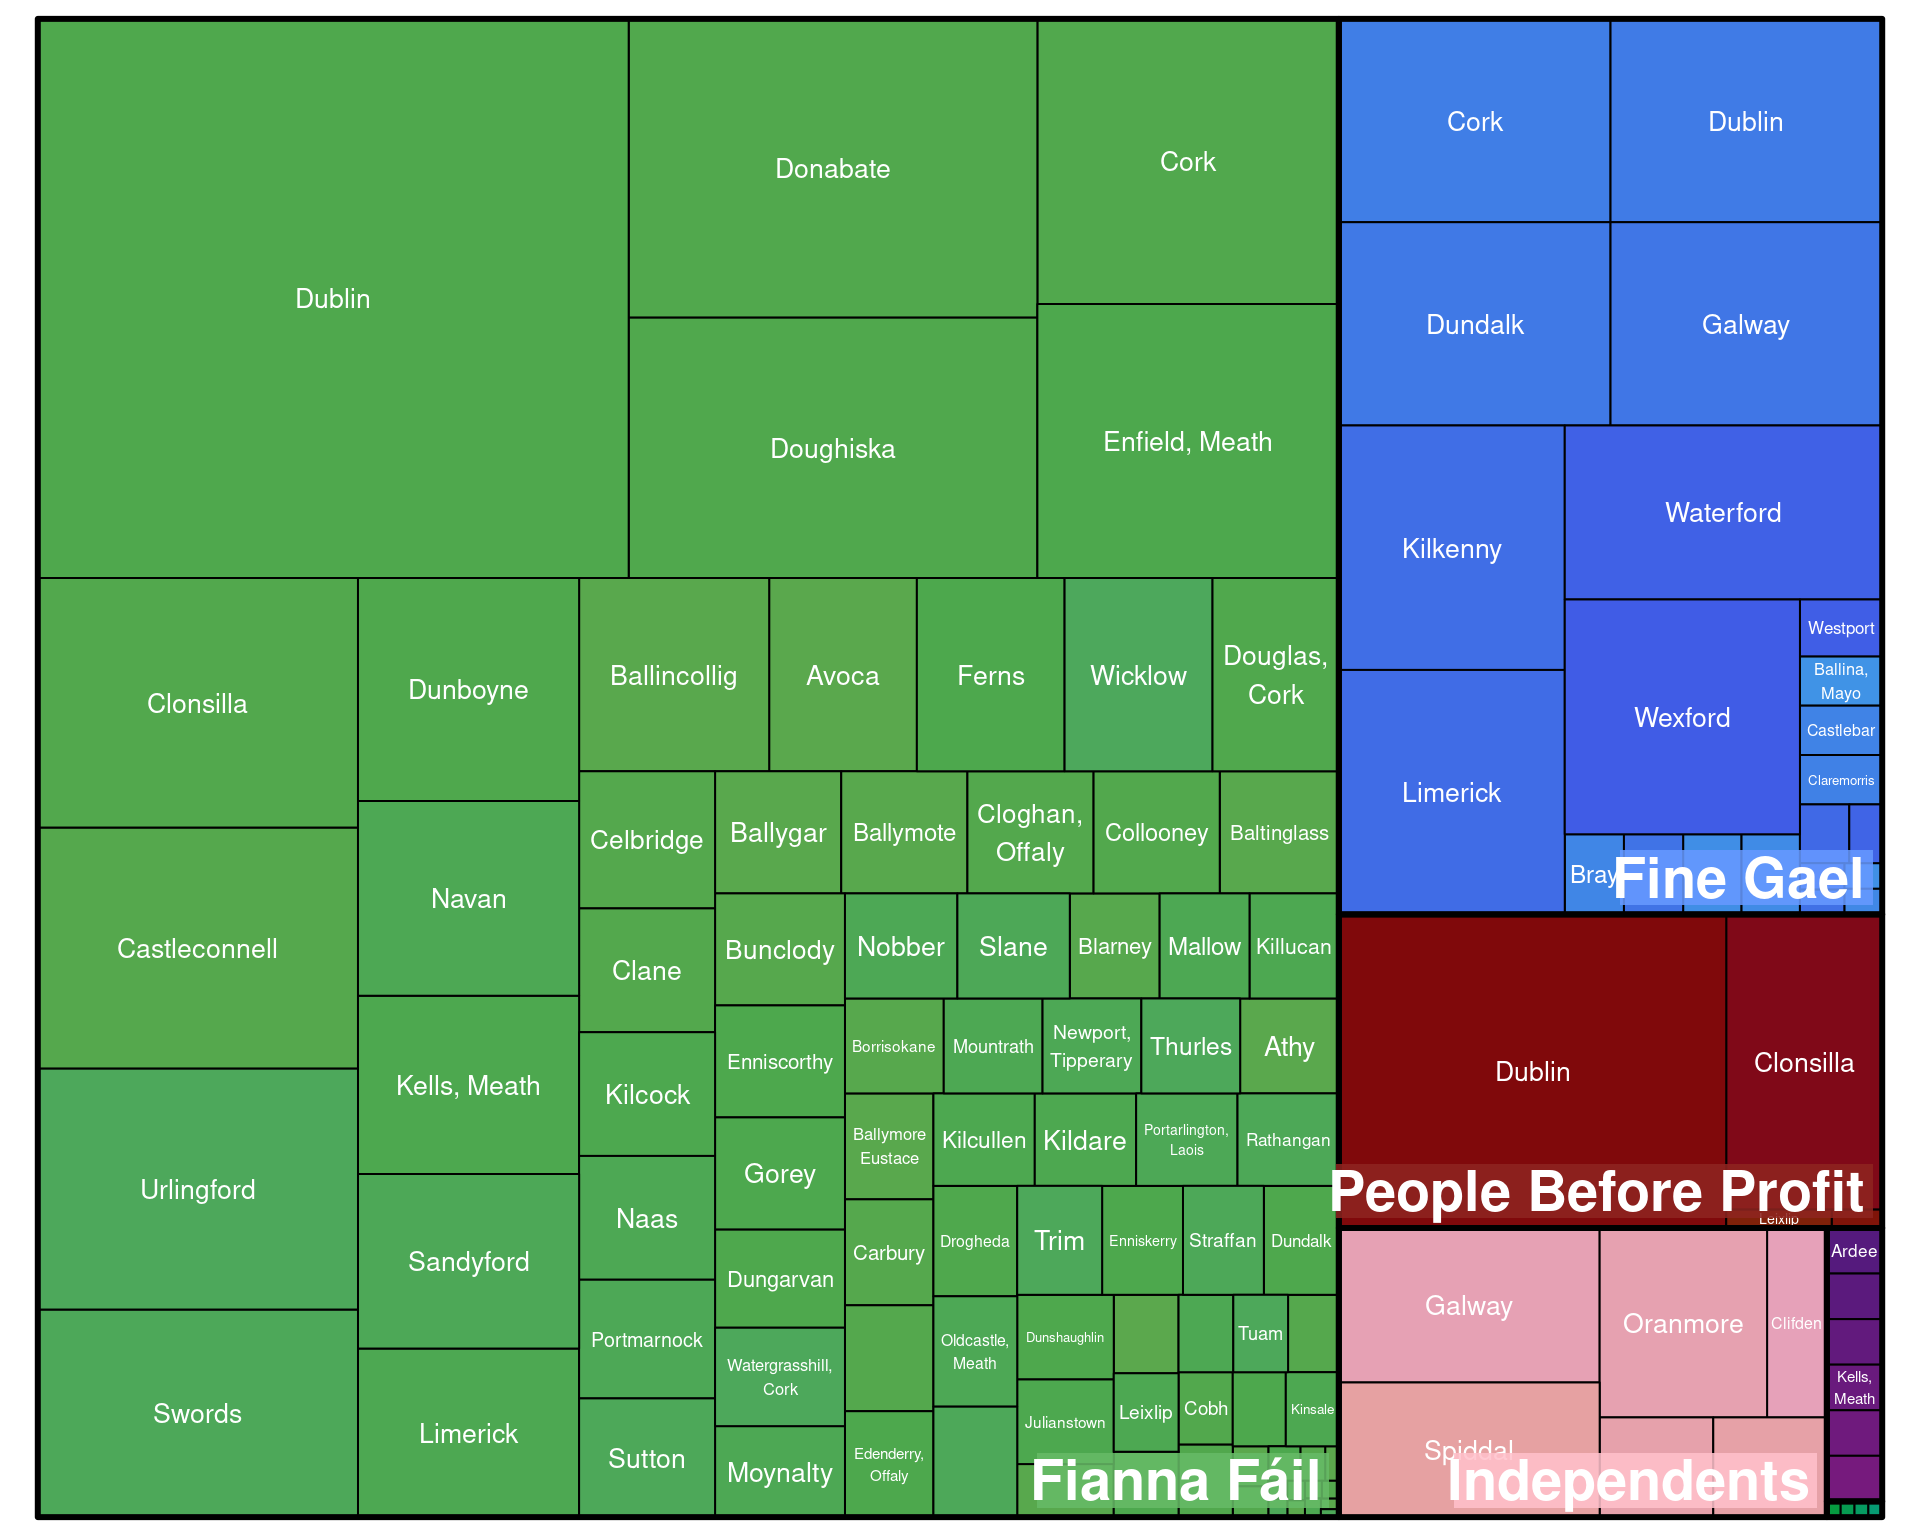 Dublin
Donabate
Cork
Doughiska
Enfield, Meath
Clonsilla
Castleconnell
Urlingford
Swords
Dunboyne
Navan
Kells, Meath
Sandyford
Limerick
Ballincollig
Avoca
Ferns
Wicklow
Douglas,
Cork
Celbridge
Clane
Kilcock
Naas
Portmarnock
Sutton
Ballygar
Ballymote
Cloghan,
Offaly
Collooney
Baltinglass
Bunclody
Enniscorthy
Gorey
Dungarvan
Watergrasshill,
Cork
Moynalty
Nobber
Slane
Blarney
Mallow
Killucan
Borrisokane
Mountrath
Newport,
Tipperary
Thurles
Athy
Ballymore
Eustace
Carbury
Edenderry,
Offaly
Kilcullen
Kildare
Portarlington,
Laois
Rathangan
Drogheda
Oldcastle,
Meath
Trim
Enniskerry
Straffan
Dundalk
Dunshaughlin
Julianstown
Tuam
Leixlip
Cobh
Kinsale
Fianna Fáil
Cork
Dublin
Dundalk
Galway
Kilkenny
Limerick
Waterford
Wexford
Westport
Ballina,
Mayo
Castlebar
Claremorris
Bray
Fine Gael
Dublin
Clonsilla
Leixlip
People Before Profit
Galway
Spiddal
Oranmore
Clifden
Independents
Ardee
Kells,
Meath